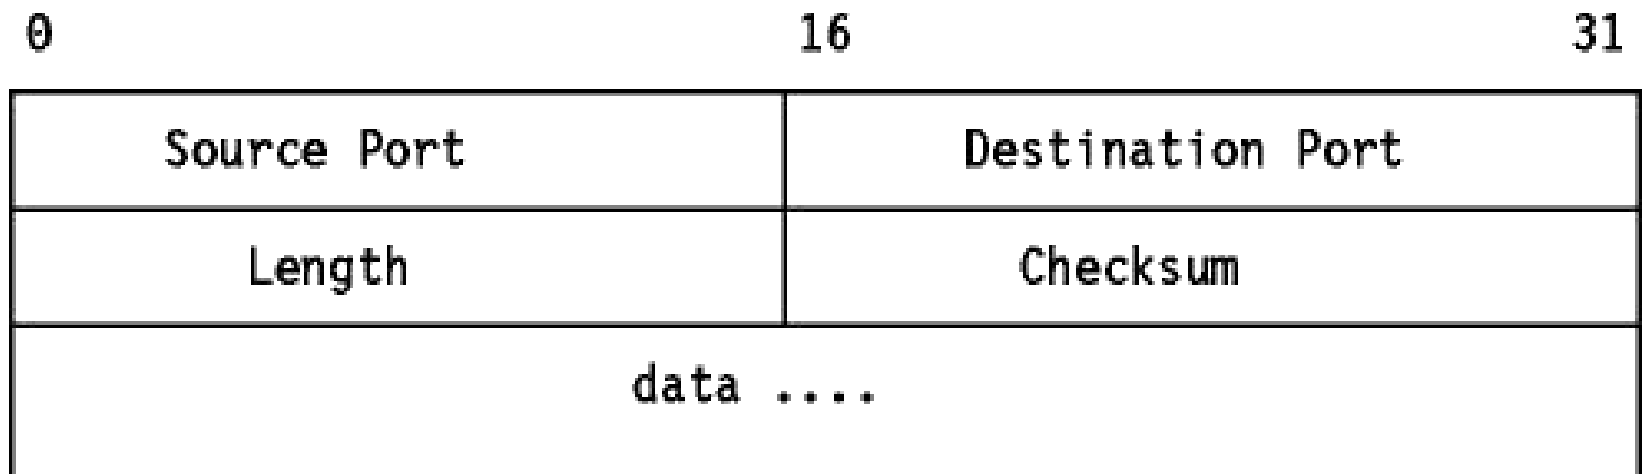 0 16 31
Source Port Destination Port
Length Checksum
data ....